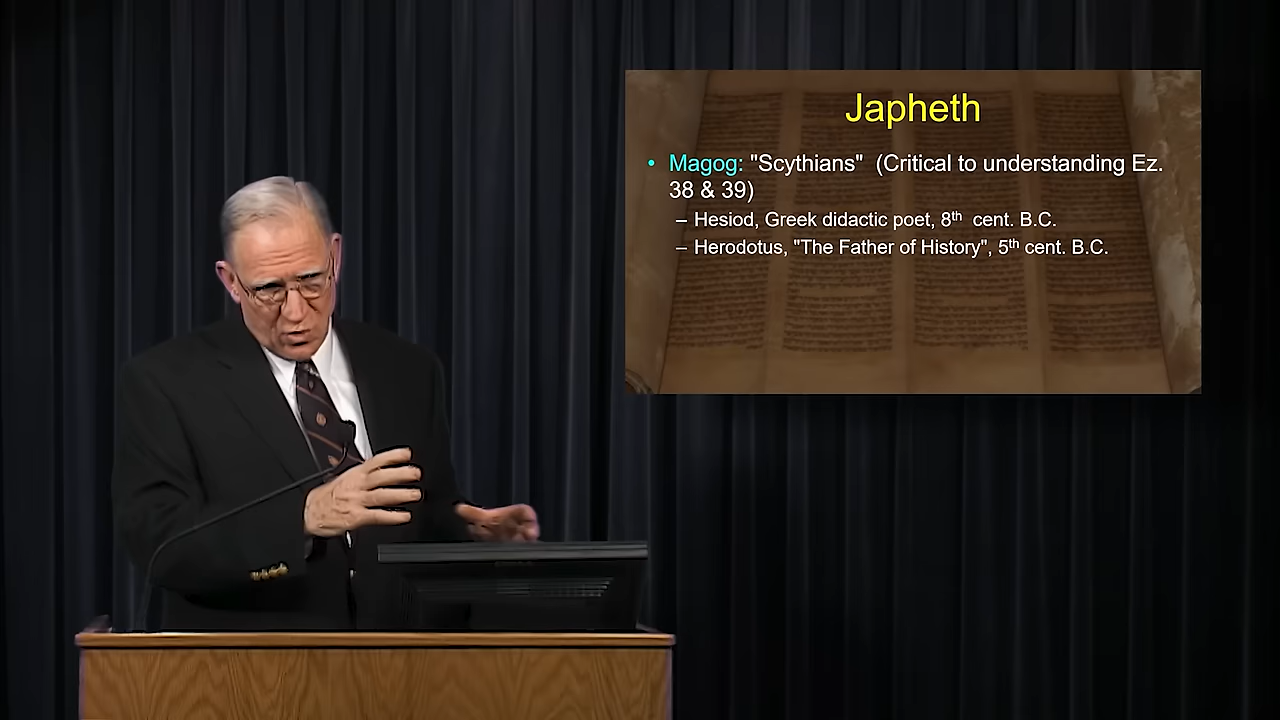 Japheth
• Magog: "Scythians" (Critical to understanding Ez.
38 & 39)
– Hesiod, Greek didactic poet, 8th cent. B.C.
– Herodotus, "The Father of History", 5th cent. B.C.